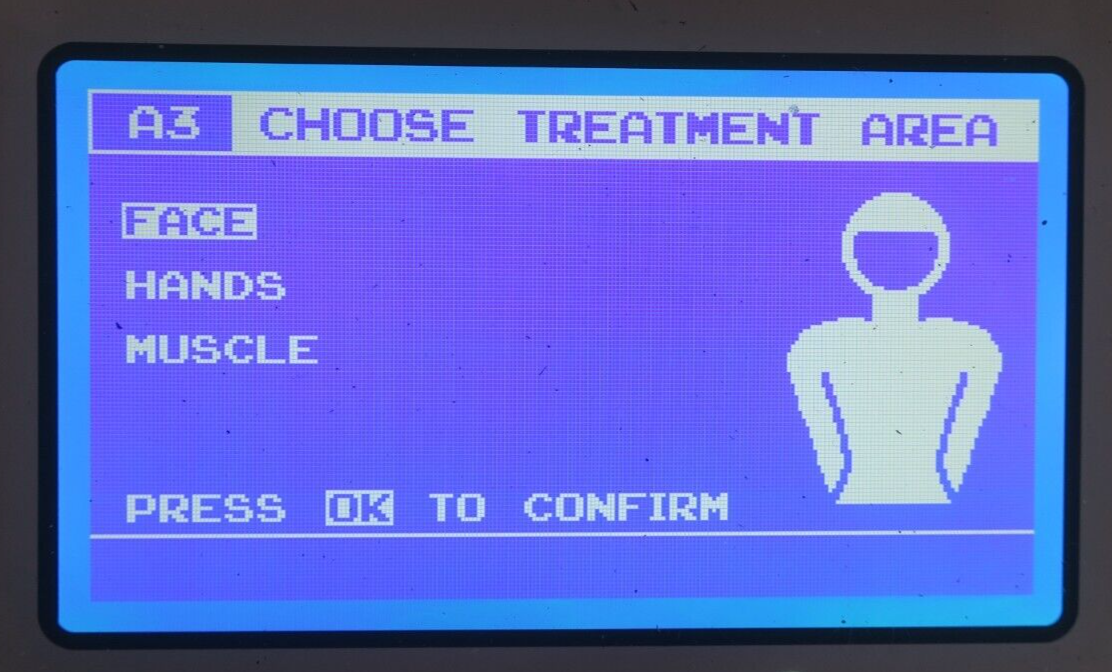 A3 CHOOSE TREATMENT AREA
FACE
HANDS
MUSCLE
PRESS OK TO CONFIRM